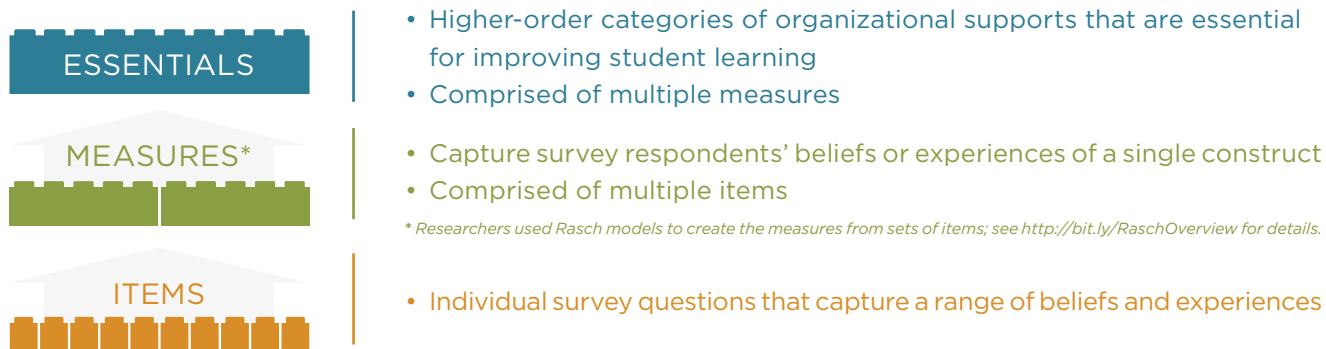 ESSENTIALS
• Higher-order categories of organizational supports that are essential
for improving student learning
• Comprised of multiple measures
MEASURES*
• Capture survey respondents’ beliefs or experiences of a single construct
• Comprised of multiple items
* Researchers used Rasch models to create the measures from sets of items; see http://bit.ly/RaschOverview for details.
ITEMS
• Individual survey questions that capture a range of beliefs and experiences